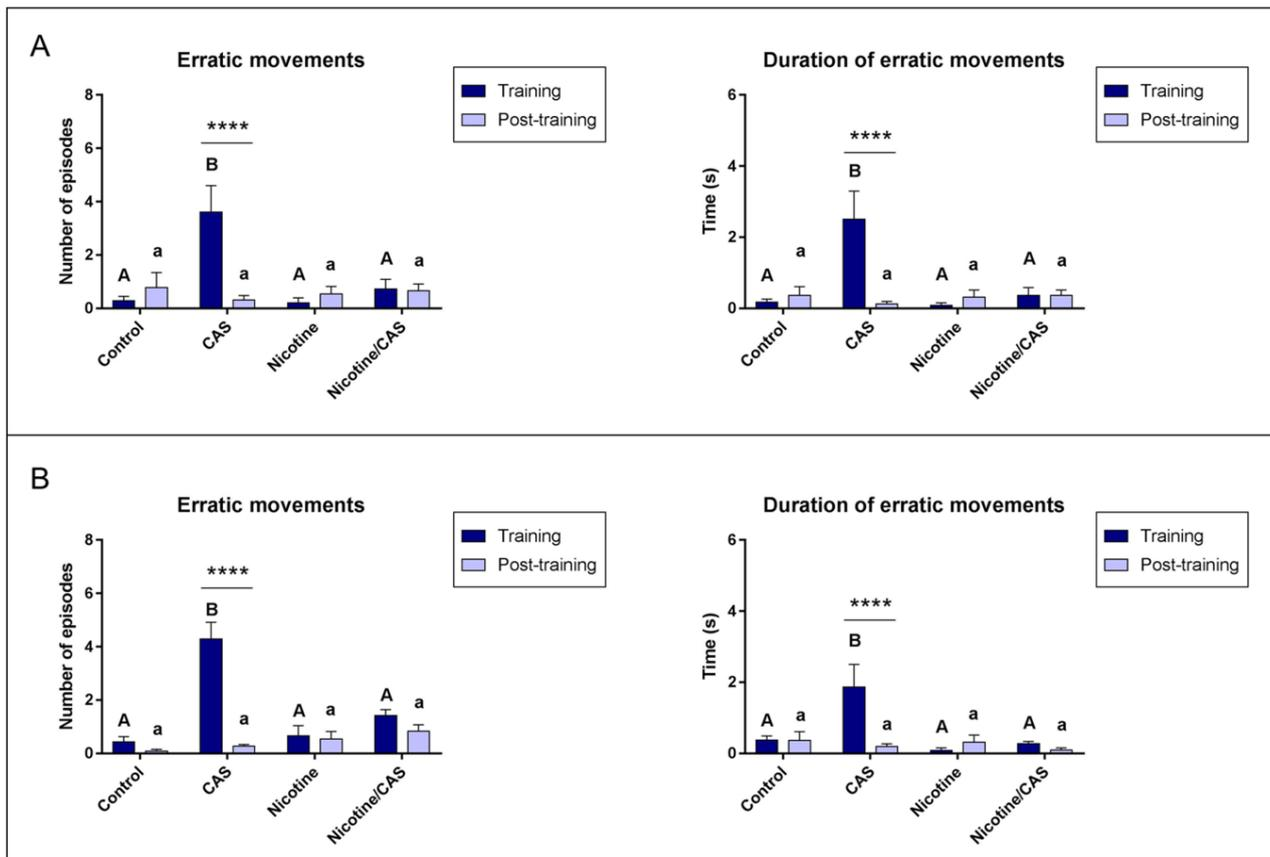 A
Erratic movements
Training
Post-training
Number of episodes
8
6
4
2
0
****
A
a
B
a
A
a
A
a
Control
CAS
Nicotine
Nicotine/CAS
Duration of erratic movements
Training
Post-training
Time (s)
6
4
2
0
****
A
a
B
a
A
a
A
a
Control
CAS
Nicotine
Nicotine/CAS
B
Erratic movements
Training
Post-training
Number of episodes
8
6
4
2
0
****
A
a
B
a
A
a
A
a
Control
CAS
Nicotine
Nicotine/CAS
Duration of erratic movements
Training
Post-training
Time (s)
6
4
2
0
****
A
a
B
a
A
a
A
a
Control
CAS
Nicotine
Nicotine/CAS